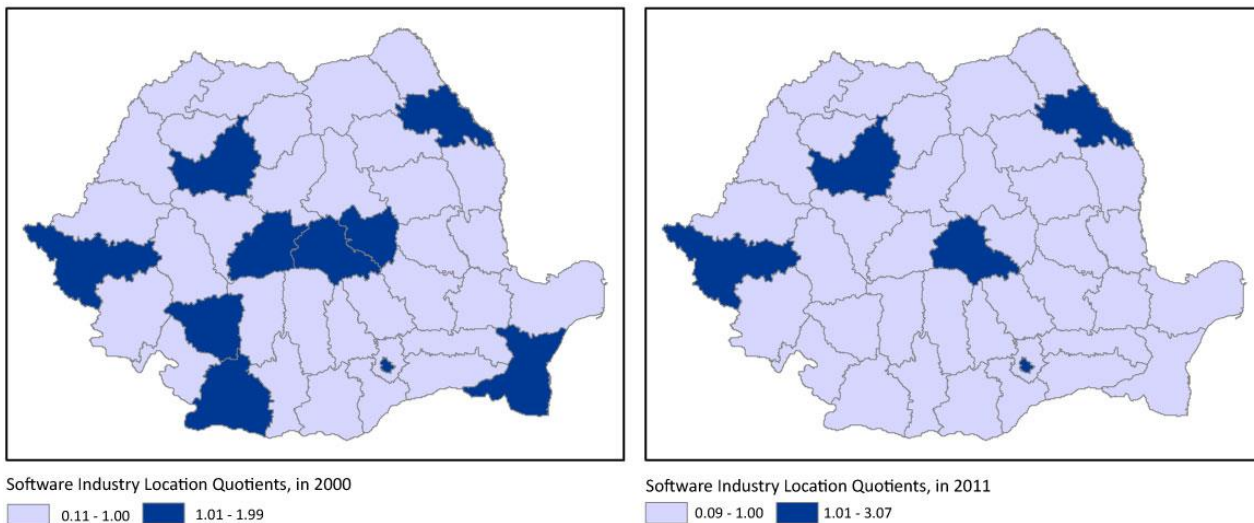 Software Industry Location Quotients, in 2000
0.11 - 1.00
1.01 - 1.99
Software Industry Location Quotients, in 2011
0.09 - 1.00
1.01 - 3.07